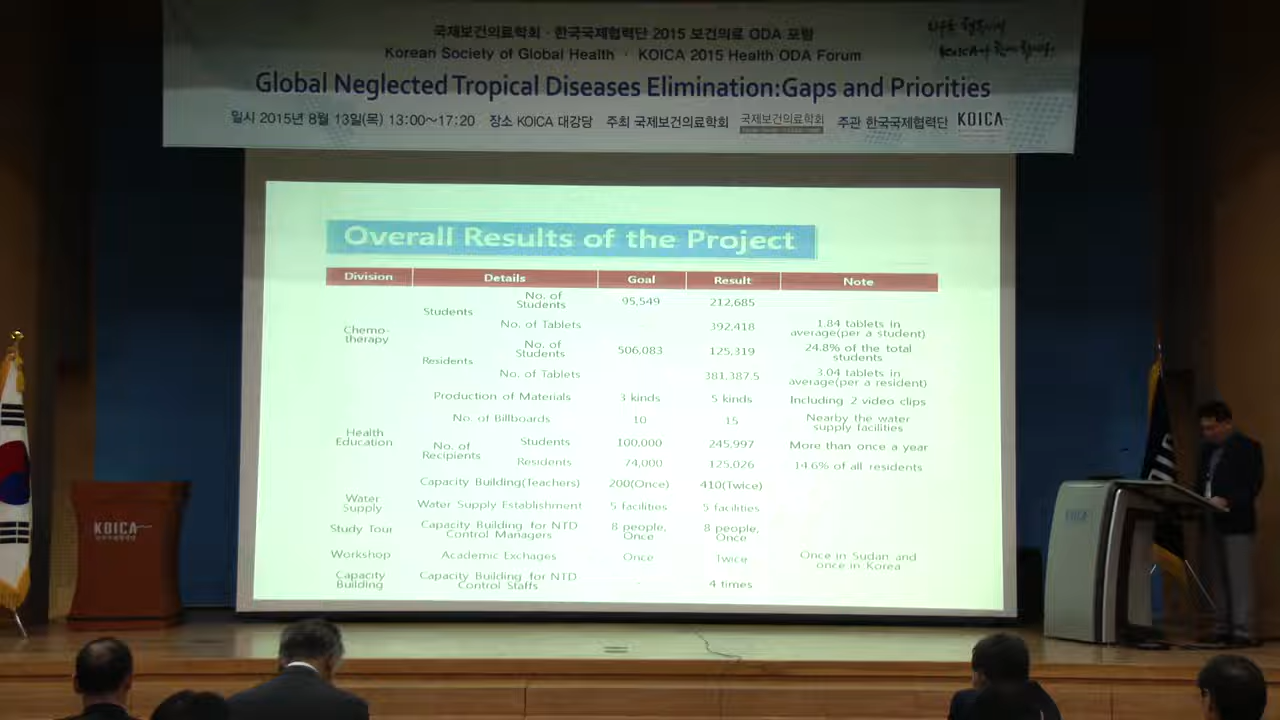 국제보건의료학회 · 한국국제협력단 2015 보건의료 ODA 포럼
Korean Society of Global Health · KOICA 2015 Health ODA Forum
Global Neglected Tropical Diseases Elimination:Gaps and Priorities
일시 2015년 8월 13일(목) 13:00~17:20 장소 KOICA 대강당 주최 국제보건의료학회 국제보건의료학회 주관 한국국제협력단 KOICA
Overall Results of the Project
Division Details Goal Result Note
Chemo-
therapy
Students
No. of
Students
95,549 212,685
No. of Tablets 392,418 1.84 tablets in
average(per a student)
Residents
No. of
Students
506,083 125,319 24.8% of the total
students
No. of Tablets 381,387.5 3.04 tablets in
average(per a resident)
Health
Education
Production of Materials 3 kinds 5 kinds Including 2 video clips
No. of Billboards 10 15 Nearby the water
supply facilities
No. of
Recipients
Students 100,000 245,997 More than once a year
Residents 74,000 125,026 14.6% of all residents
Capacity Building(Teachers) 200(Once) 410(Twice)
Water
Supply
Water Supply Establishment 5 facilities 5 facilities
Study Tour Capacity Building for NTD
Control Managers
8 people,
Once
8 people,
Once
Workshop Academic Exchages Once Twice Once in Sudan and
once in Korea
Capacity
Building
Capacity Building for NTD
Control Staffs
- 4 times
KOICA
한국국제협력단
KOICA